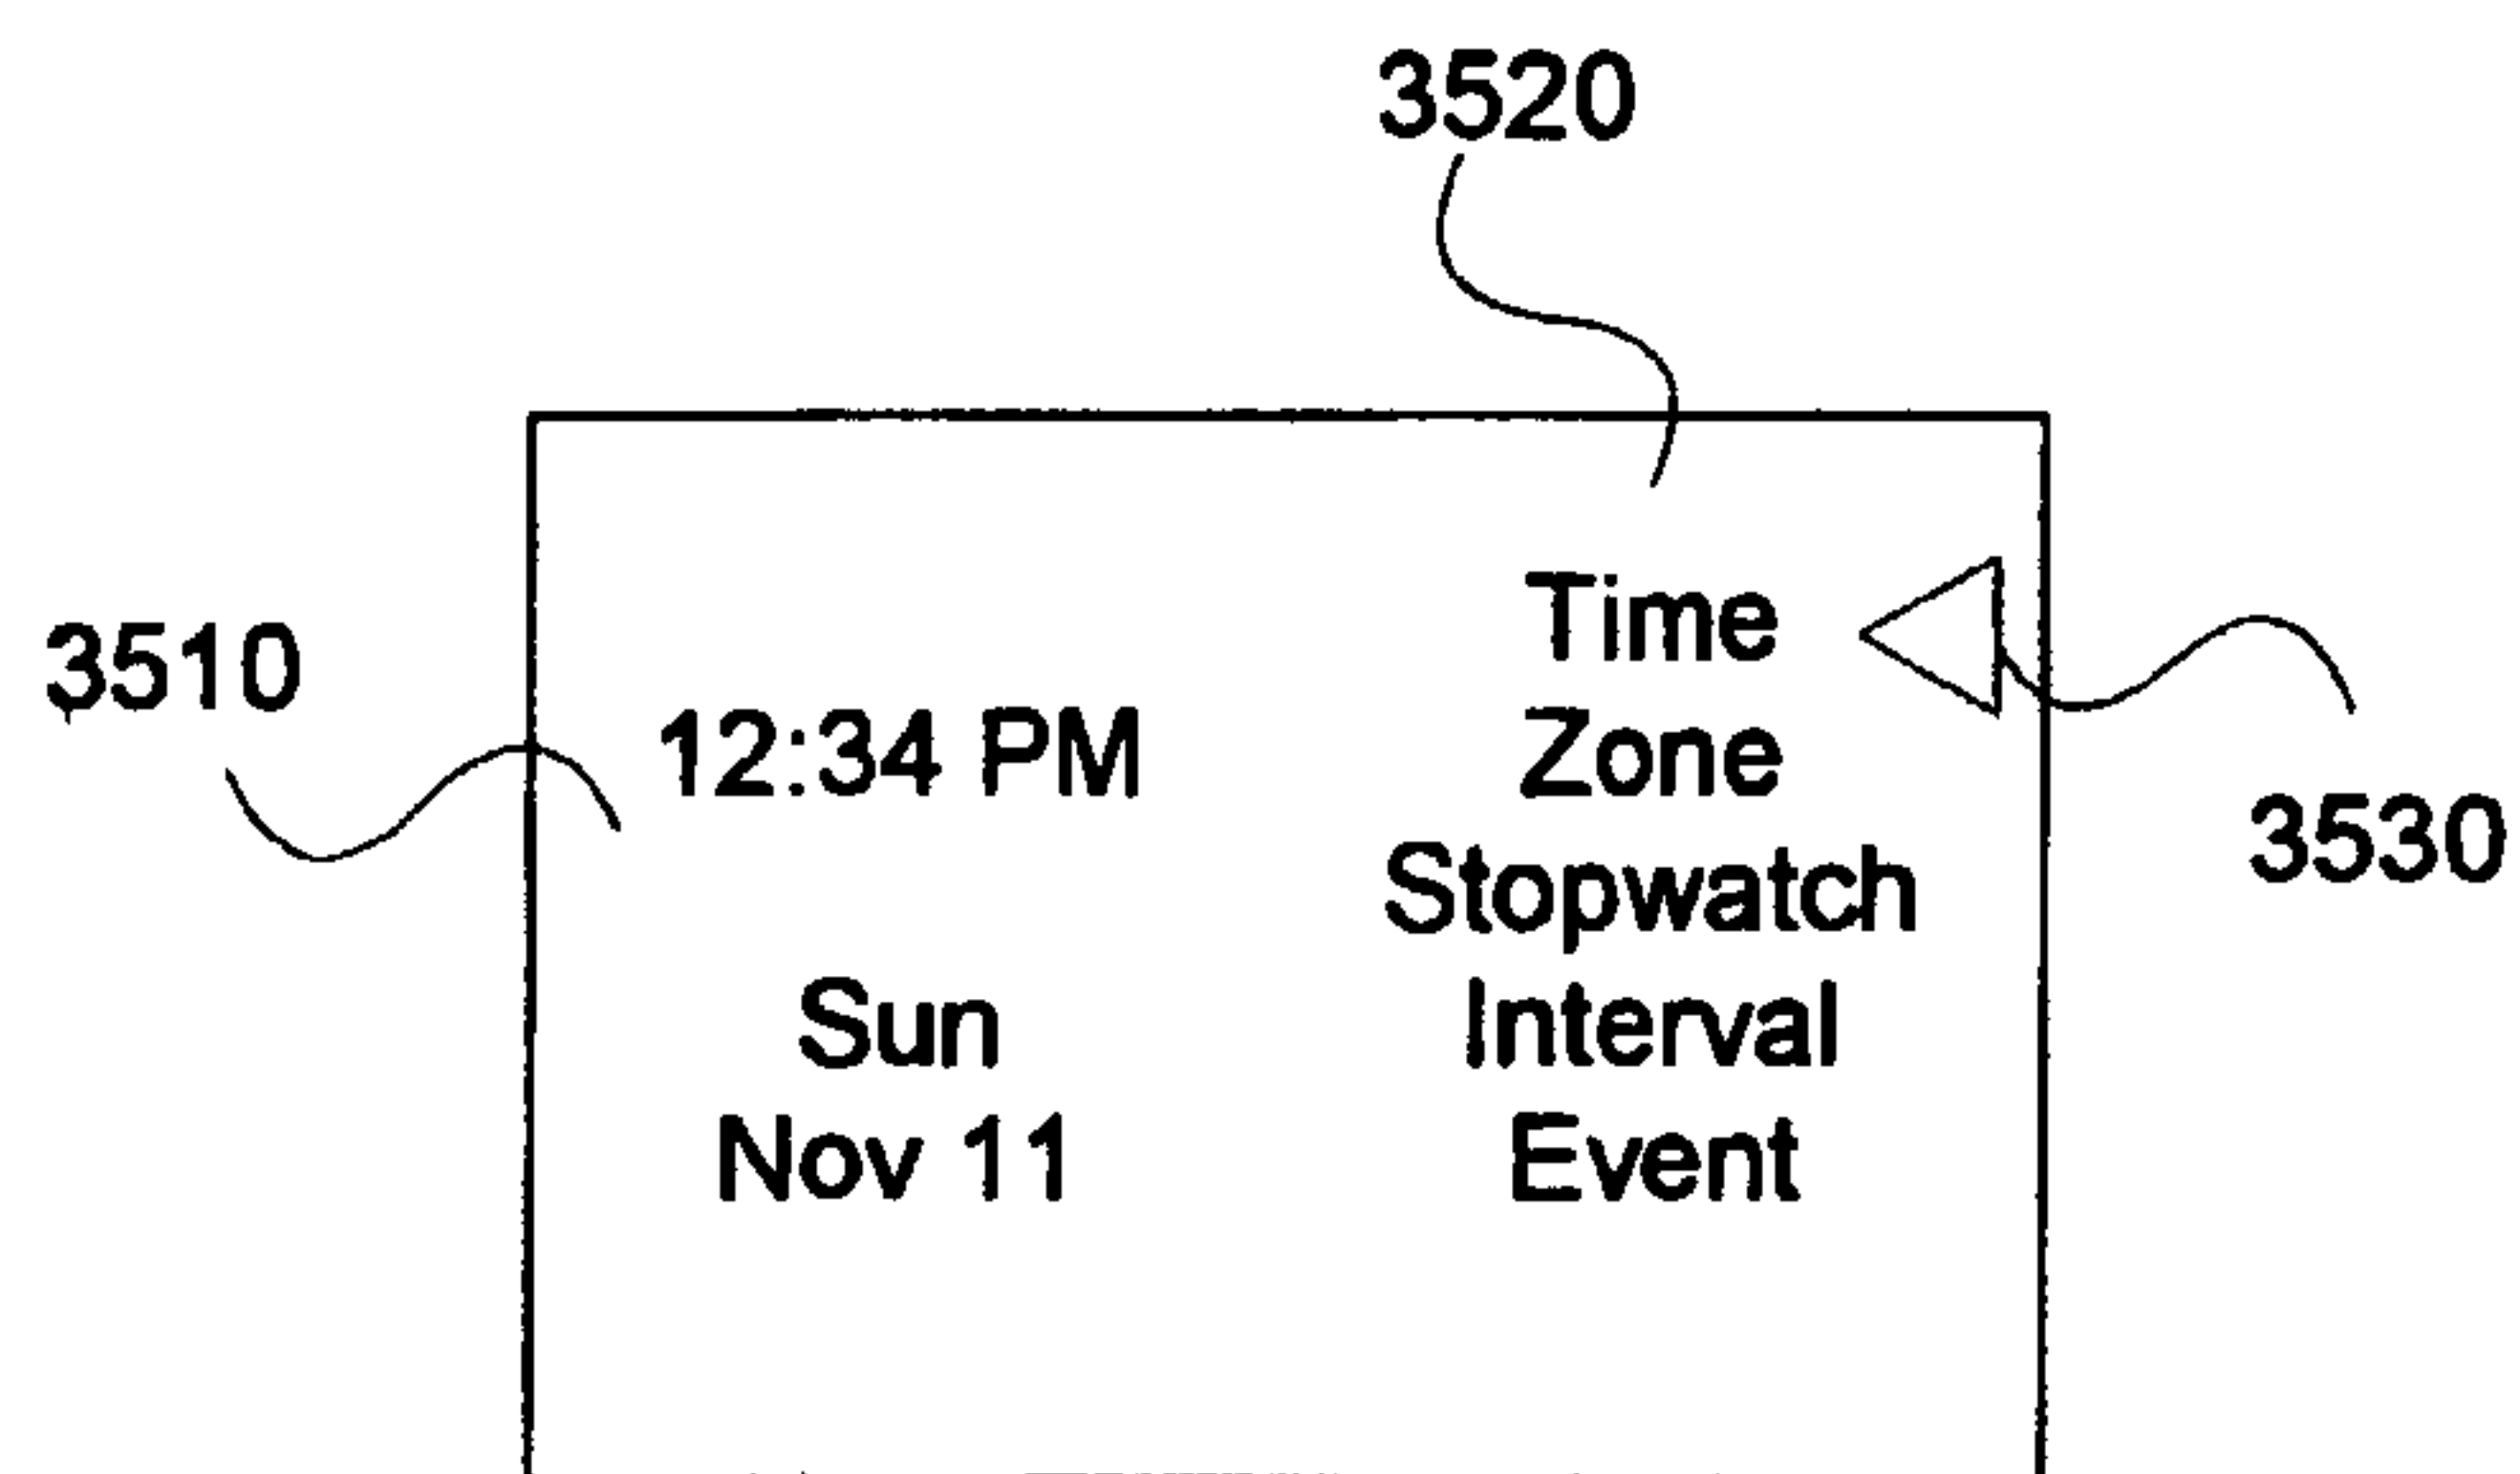 3520
3510
12:34 PM
Sun
Nov 11
Time
Zone
Stopwatch
Interval
Event
3530